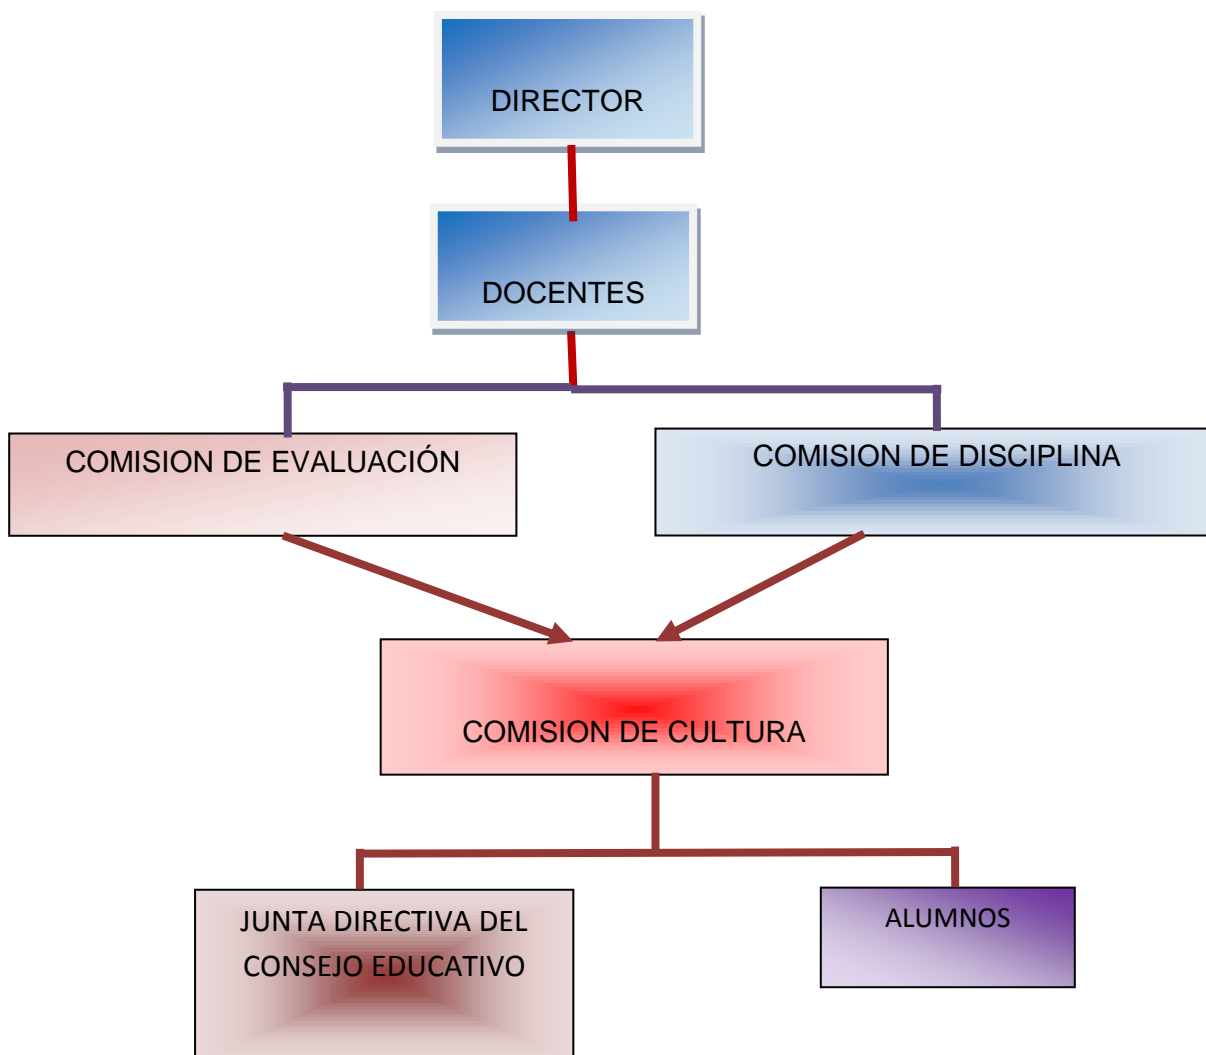 DIRECTOR
DOCENTES
COMISION DE EVALUACIÓN
COMISION DE DISCIPLINA
COMISION DE CULTURA
JUNTA DIRECTIVA DEL
CONSEJO EDUCATIVO
ALUMNOS